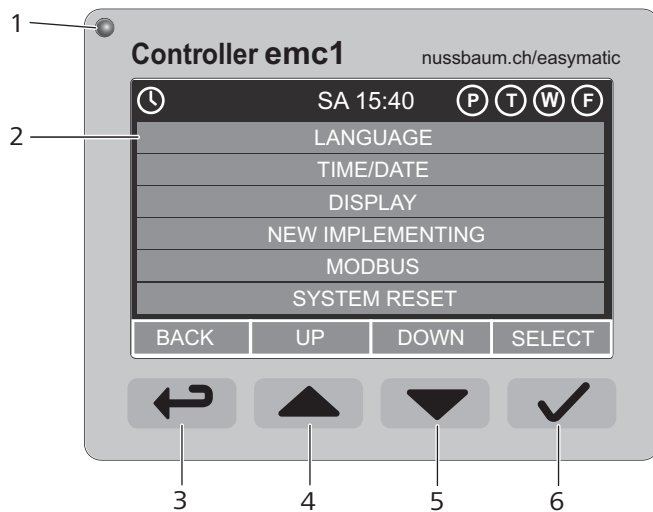 1
Controller emc1 nussbaum.ch/easymatic
SA 15:40 P T W F
2
LANGUAGE
TIME/DATE
DISPLAY
NEW IMPLEMENTING
MODBUS
SYSTEM RESET
BACK UP DOWN SELECT
3 4 5 6